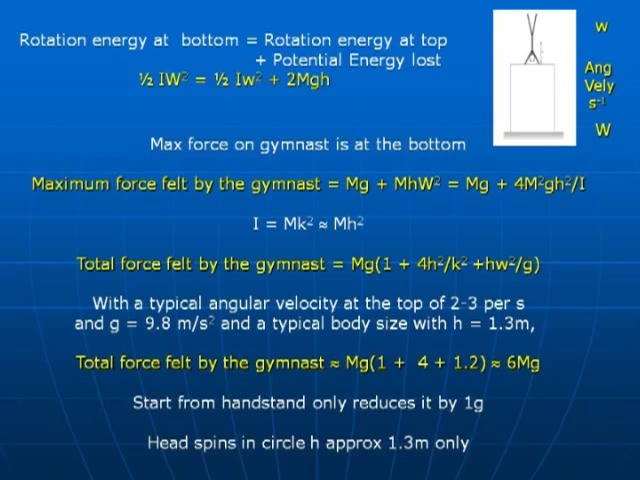 Rotation energy at bottom = Rotation energy at top
+ Potential Energy lost
½ IW² = ½ Iw² + 2Mgh
w
Ang
Vely
s⁻¹
W
Max force on gymnast is at the bottom
Maximum force felt by the gymnast = Mg + MhW² = Mg + 4M²gh²/I
I = Mk² ≈ Mh²
Total force felt by the gymnast = Mg(1 + 4h²/k² +hw²/g)
With a typical angular velocity at the top of 2-3 per s
and g = 9.8 m/s² and a typical body size with h = 1.3m,
Total force felt by the gymnast ≈ Mg(1 + 4 + 1.2) ≈ 6Mg
Start from handstand only reduces it by 1g
Head spins in circle h approx 1.3m only